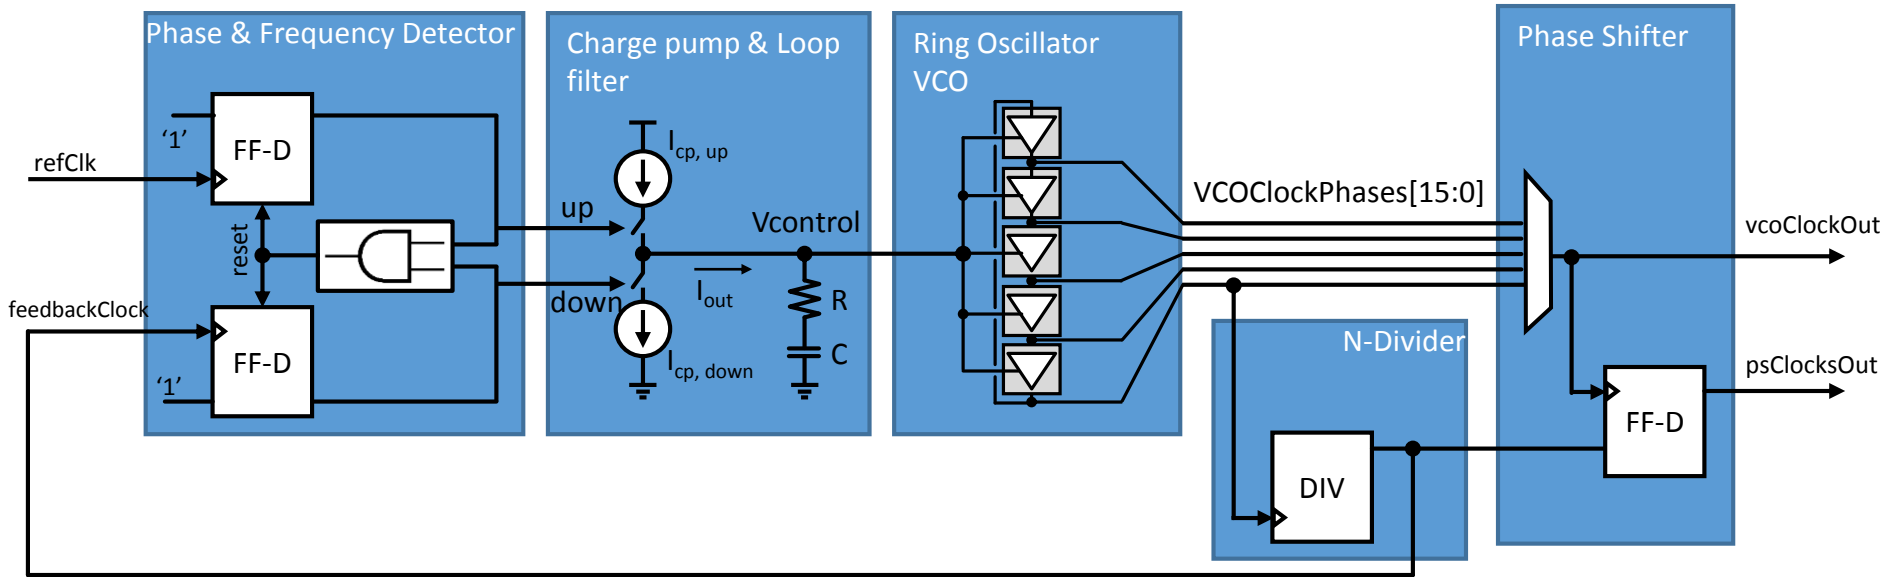 Phase & Frequency Detector
‘1’
FF-D
refClk
reset
feedbackClock
FF-D
‘1’
Charge pump & Loop
filter
Icp, up
up
down
Iout
Icp, down
Vcontrol
R
C
Ring Oscillator
VCO
VCOClockPhases[15:0]
N-Divider
DIV
Phase Shifter
FF-D
vcoClockOut
psClocksOut